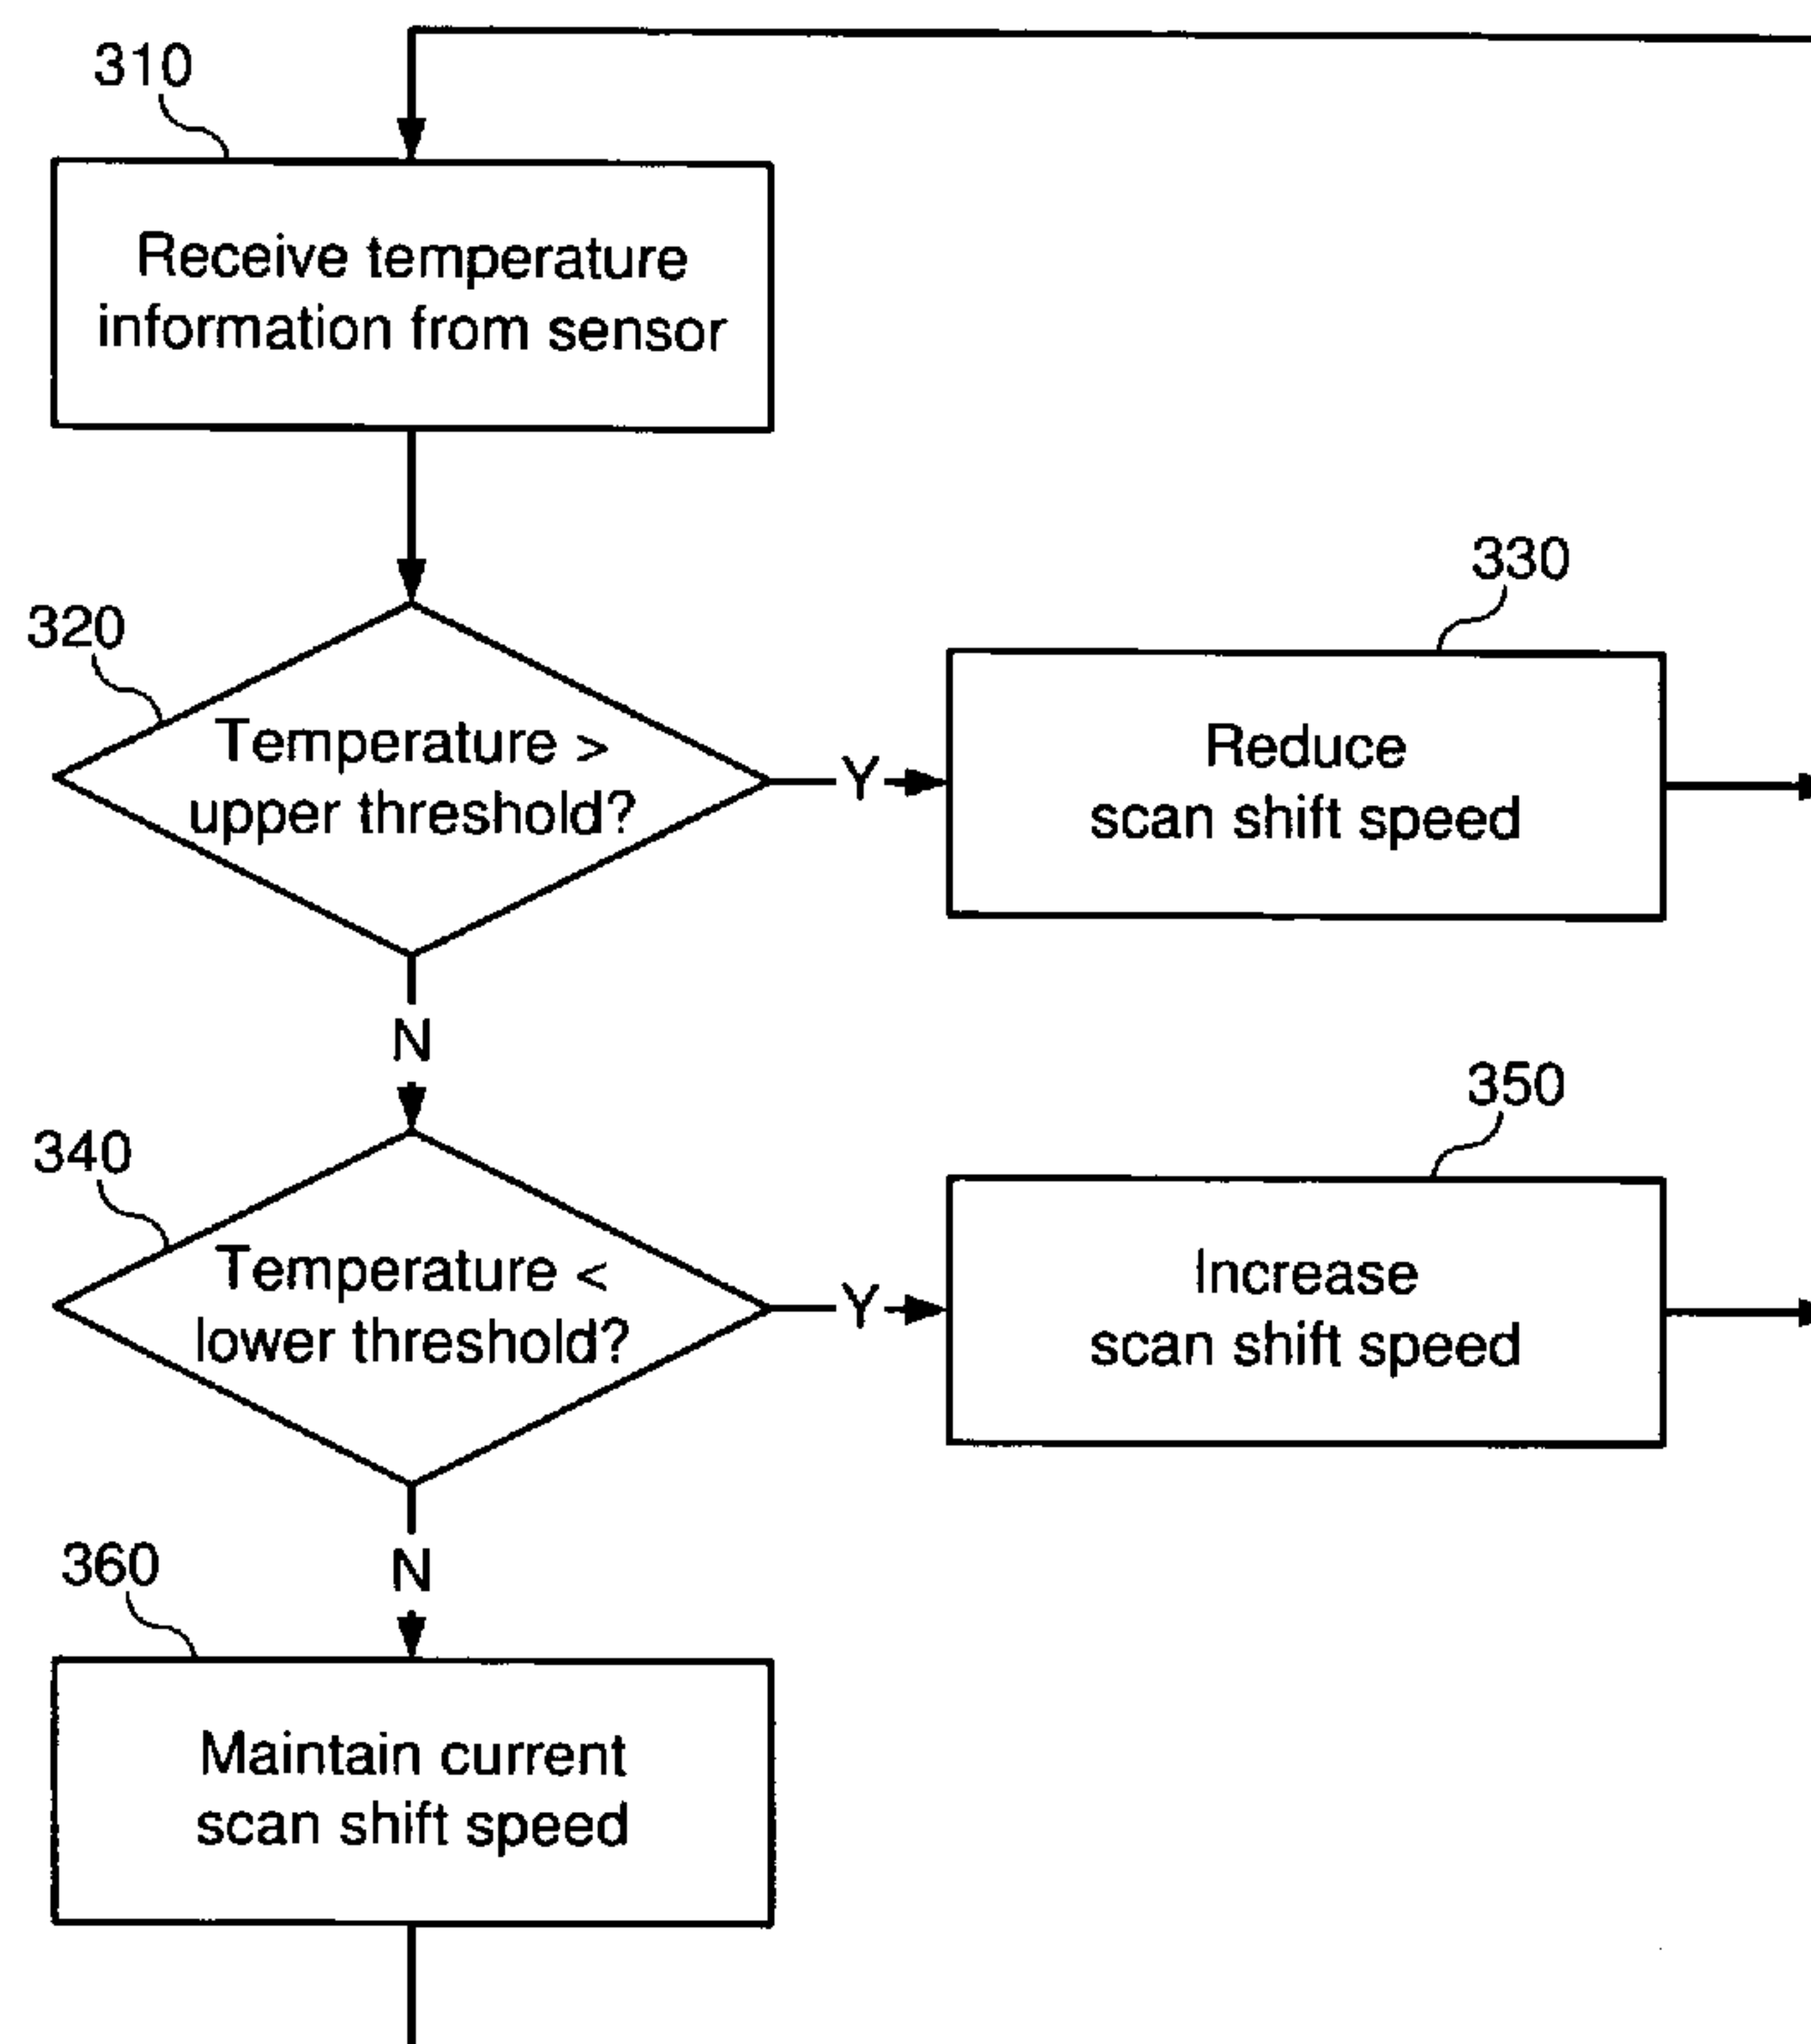 310
Receive temperature
information from sensor
320
Temperature >
upper threshold?
Y
330
Reduce
scan shift speed
N
340
Temperature <
lower threshold?
Y
350
Increase
scan shift speed
N
360
Maintain current
scan shift speed